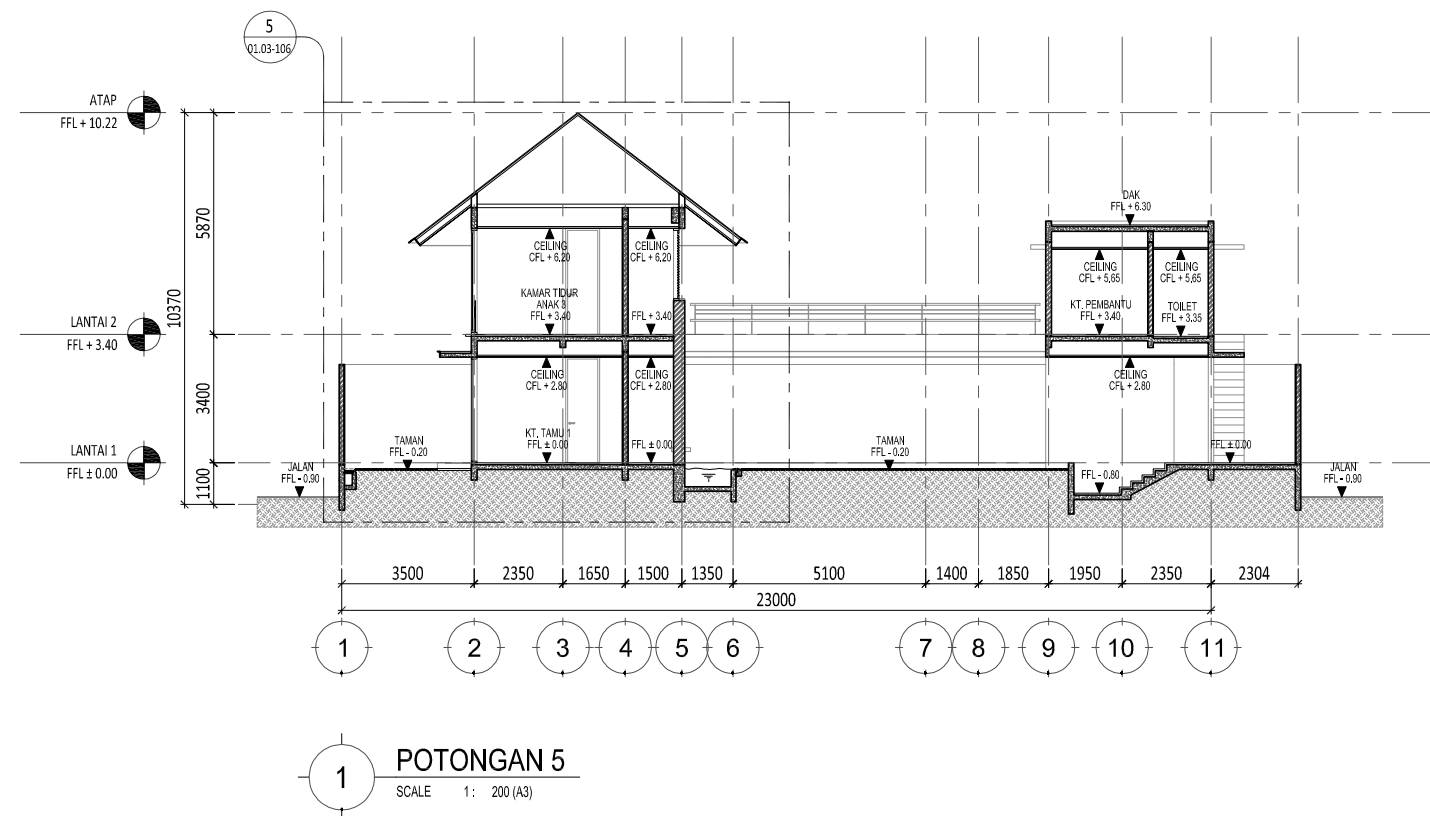 5
01.03-106
ATAP
FFL + 10.22
DAK
FFL + 6.30
5870
10370
CEILING
CFL + 6,20
CEILING
CFL + 6,20
CEILING
CFL + 5,65
CEILING
CFL + 5,65
KAMAR TIDUR
ANAK 3
FFL + 3.40
FFL + 3.40
KT. PEMBANTU
FFL + 3.40
TOILET
FFL + 3.35
LANTAI 2
FFL + 3.40
CEILING
CFL + 2.80
CEILING
CFL + 2.80
CEILING
CFL + 2.80
3400
KT. TAMU 1
FFL ± 0.00
FFL ± 0.00
TAMAN
FFL - 0.20
TAMAN
FFL - 0.20
FFL ± 0.00
LANTAI 1
FFL ± 0.00
JALAN
FFL - 0.90
FFL - 0.80
JALAN
FFL - 0.90
1100
3500 2350 1650 1500 1350 5100 1400 1850 1950 2350 2304
23000
1 2 3 4 5 6 7 8 9 10 11
1
POTONGAN 5
SCALE 1 : 200 (A3)